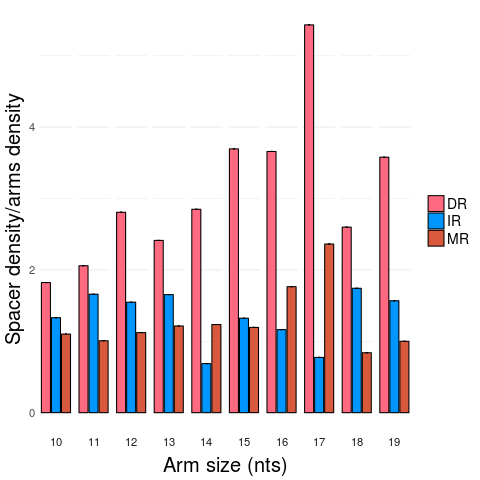 Spacer density/arms density
4
2
0
10 11 12 13 14 15 16 17 18 19
Arm size (nts)
DR
IR
MR